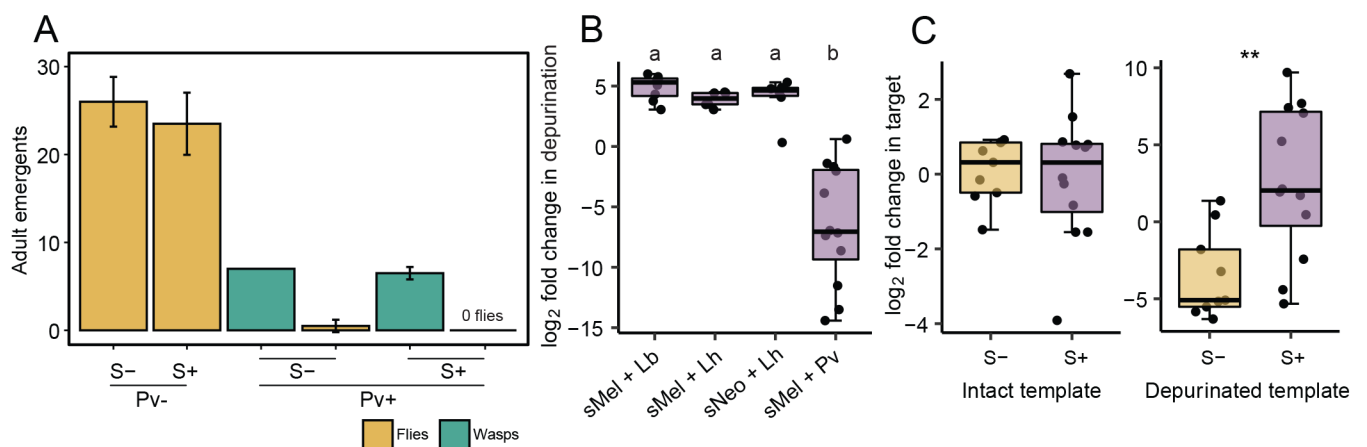 A
Adult emergents
30
20
10
0
0 flies
S− S+ S− S+
Pv- Pv+
Flies Wasps
B
log2 fold change in depurination
a a a b
5
0
−5
−10
−15
sMel + Lb
sMel + Lh
sNeo + Lh
sMel + Pv
C
log2 fold change in target
2
0
−2
−4
S− S+
Intact template
**
10
5
0
−5
S− S+
Depurinated template